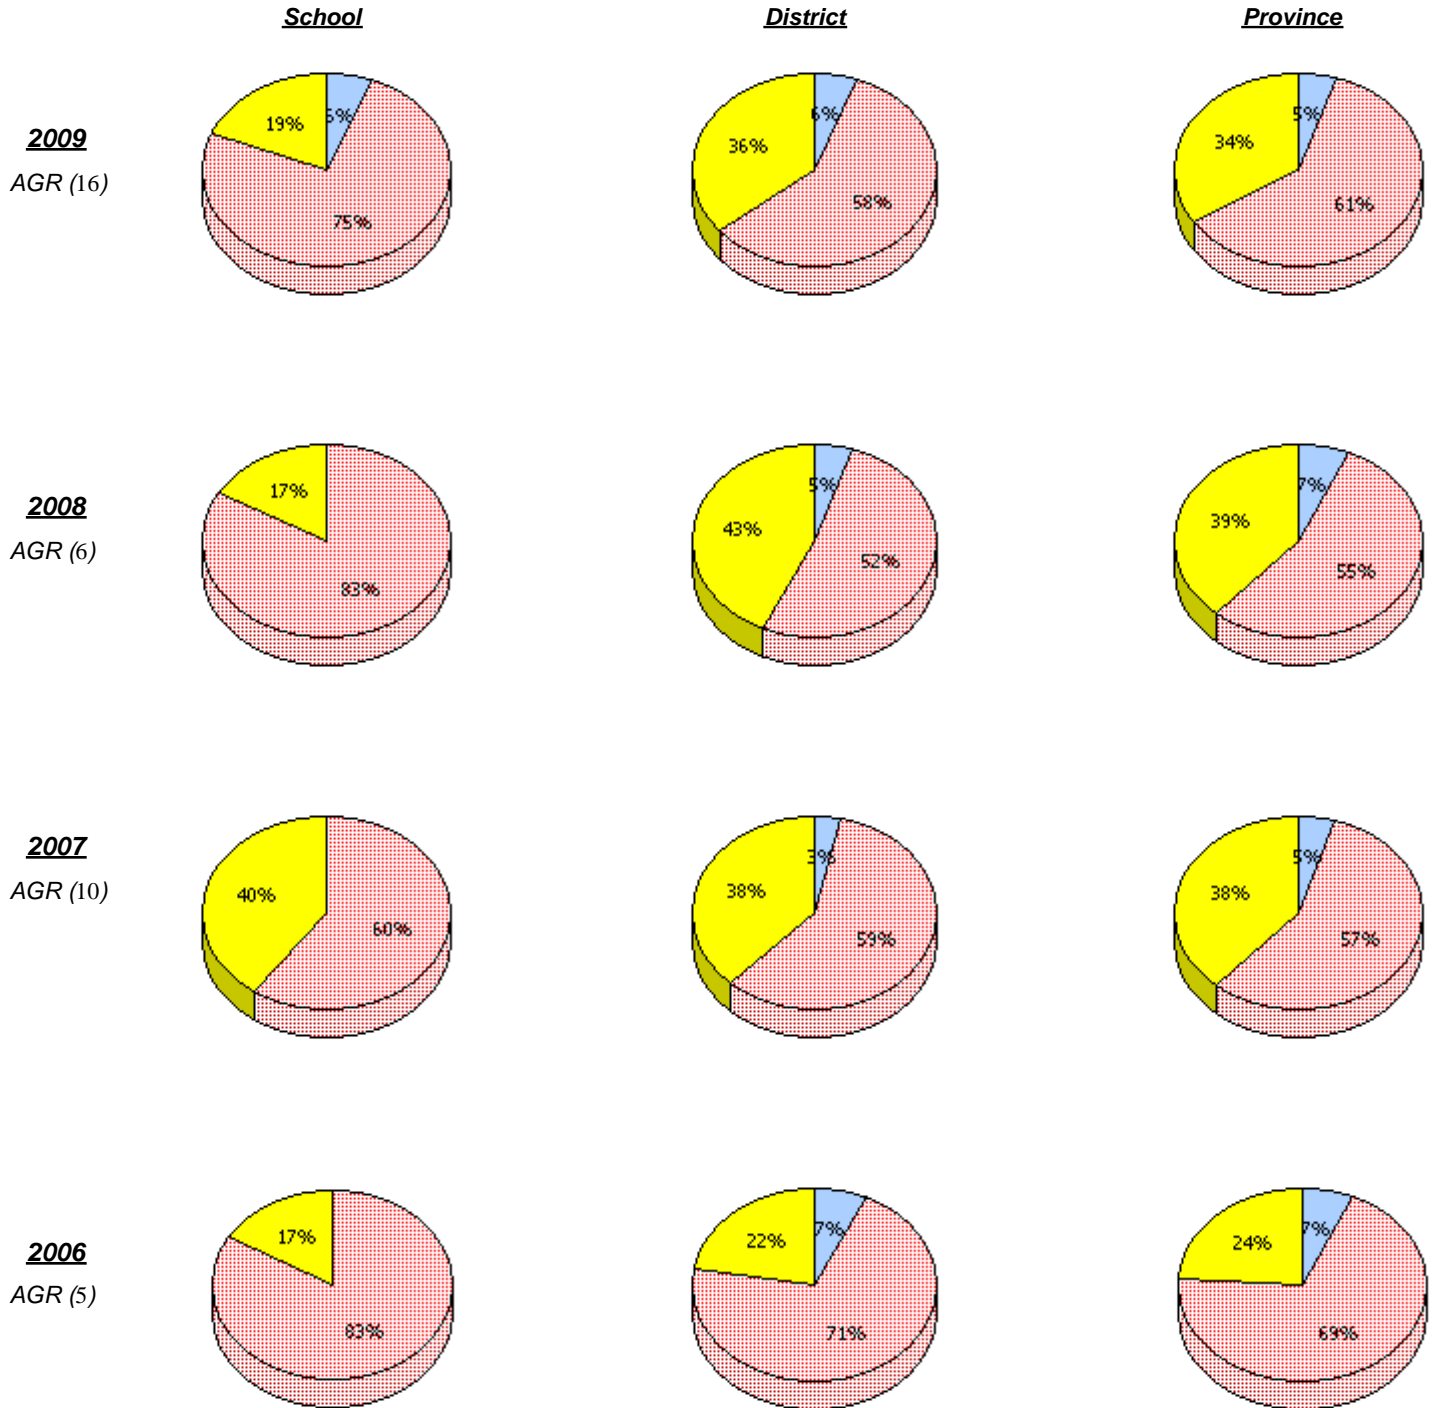 School District Province
2009
AGR (16)
19% 6% 75%
36% 6% 58%
34% 5% 61%
2008
AGR (6)
17% 83%
43% 5% 52%
39% 7% 55%
2007
AGR (10)
40% 60%
38% 3% 59%
38% 5% 57%
2006
AGR (5)
17% 83%
22% 7% 71%
24% 7% 69%